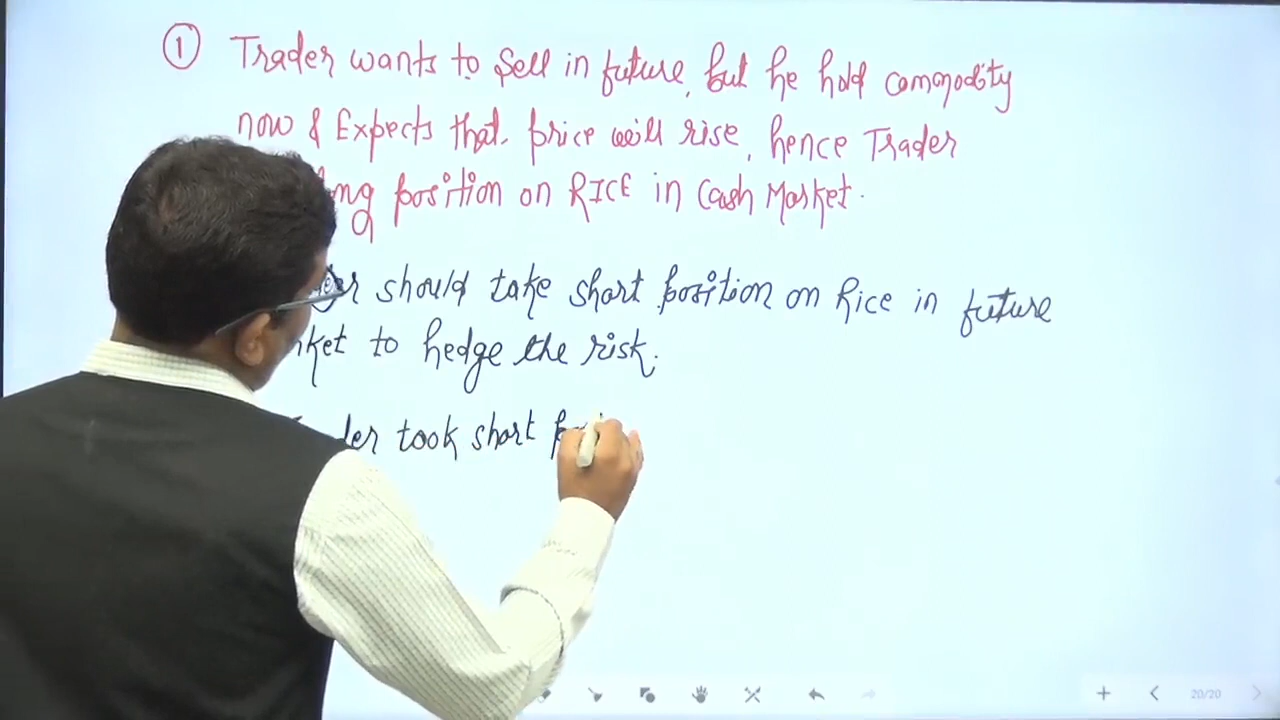 ① Trader wants to sell in future, but he hold commodity
now & Expects that price will rise, hence Trader
position on RICE in Cash Market.
should take short position on Rice in future
to hedge the risk.
took short
20/20